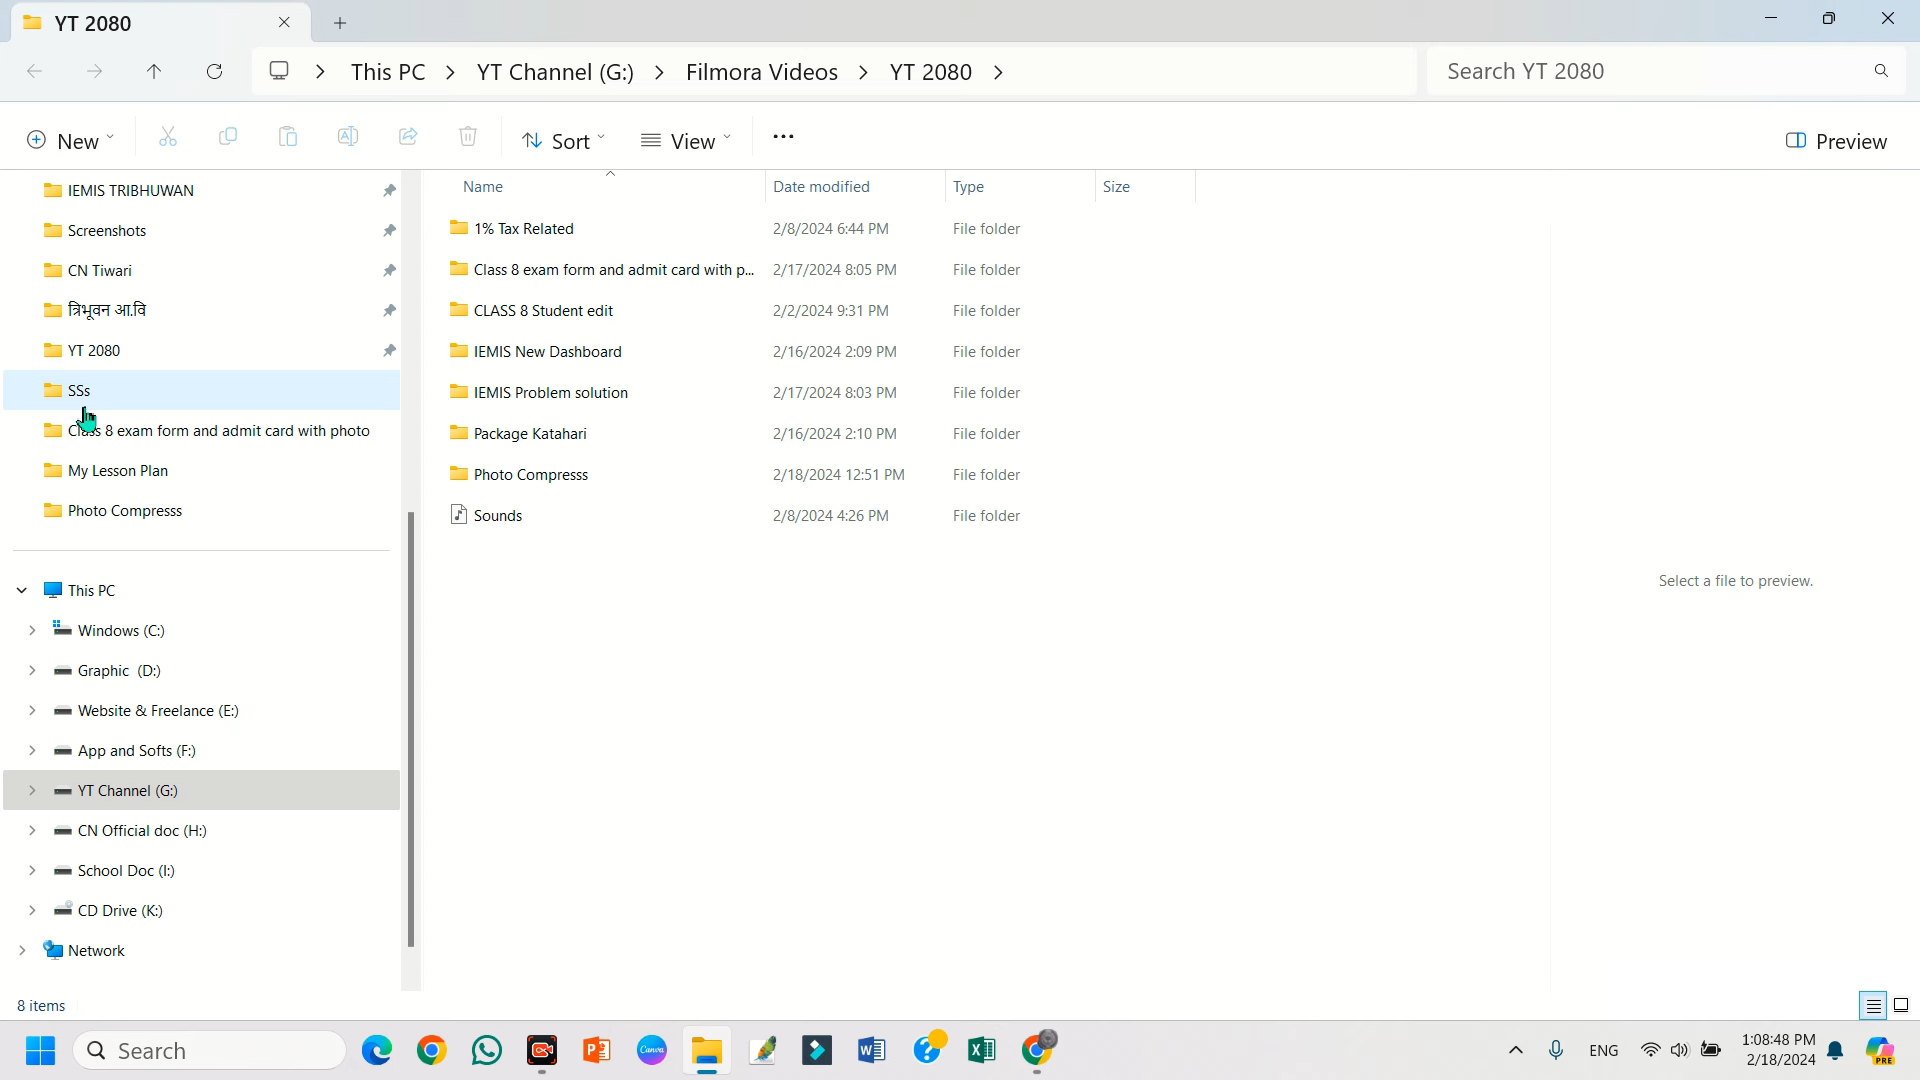 YT 2080
This PC > YT Channel (G:) > Filmora Videos > YT 2080 >
Search YT 2080
New
Sort
View
Preview
IEMIS TRIBHUWAN
Screenshots
CN Tiwari
त्रिभूवन आ.वि
YT 2080
SSs
Class 8 exam form and admit card with photo
My Lesson Plan
Photo Compresss
This PC
Windows (C:)
Graphic (D:)
Website & Freelance (E:)
App and Softs (F:)
YT Channel (G:)
CN Official doc (H:)
School Doc (I:)
CD Drive (K:)
Network
Name Date modified Type Size
1% Tax Related 2/8/2024 6:44 PM File folder
Class 8 exam form and admit card with p... 2/17/2024 8:05 PM File folder
CLASS 8 Student edit 2/2/2024 9:31 PM File folder
IEMIS New Dashboard 2/16/2024 2:09 PM File folder
IEMIS Problem solution 2/17/2024 8:03 PM File folder
Package Katahari 2/16/2024 2:10 PM File folder
Photo Compresss 2/18/2024 12:51 PM File folder
Sounds 2/8/2024 4:26 PM File folder
Select a file to preview.
8 items
Search
Canva
ENG
1:08:48 PM
2/18/2024
PRE